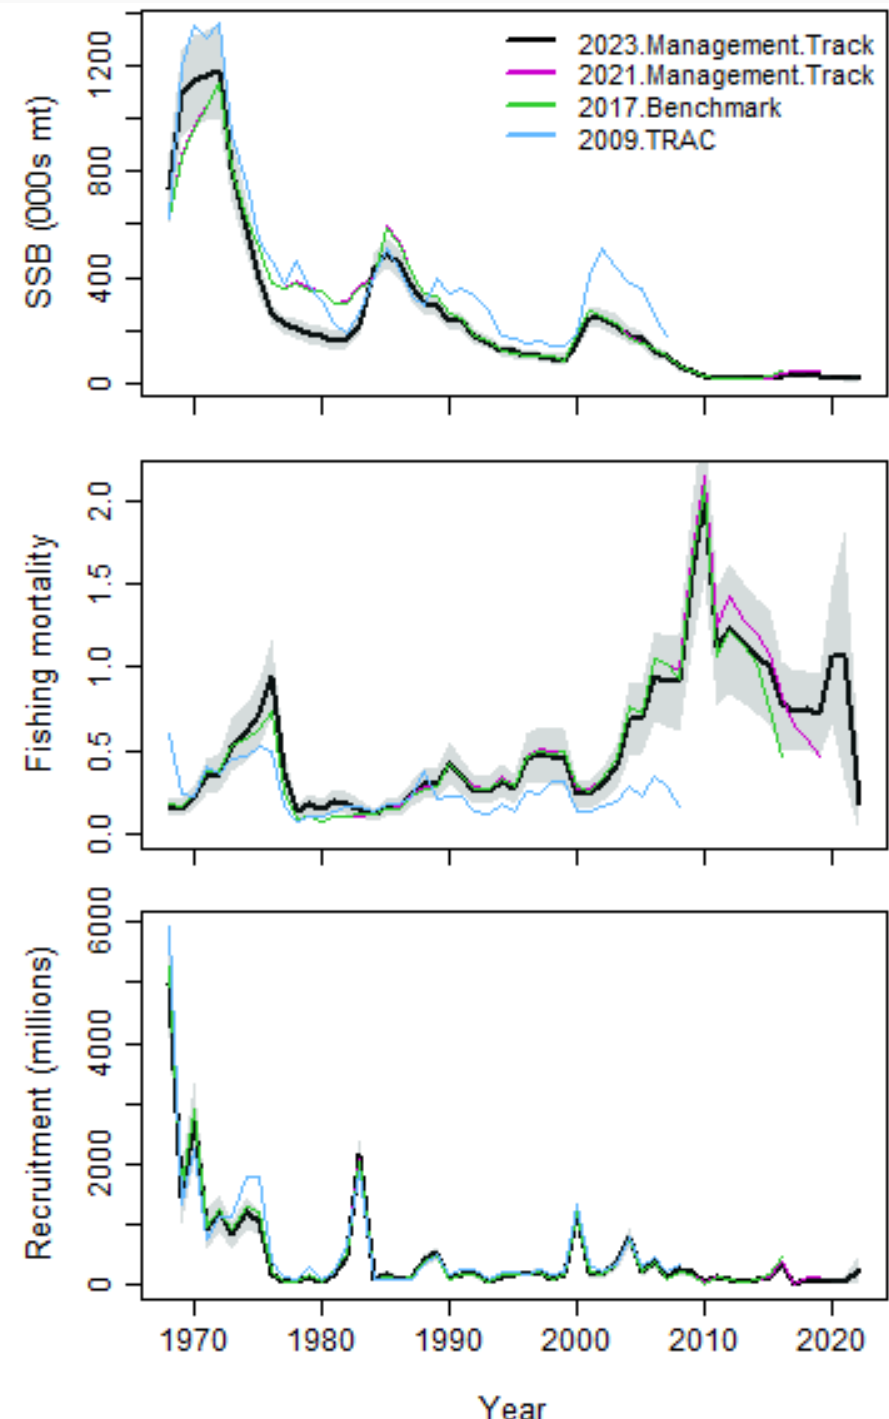 SSB (000s mt)
1200
800
400
0
2023.Management.Track
2021.Management.Track
2017.Benchmark
2009.TRAC
Fishing mortality
2.0
1.5
1.0
0.5
0.0
Recruitment (millions)
6000
4000
2000
0
1970 1980 1990 2000 2010 2020
Year